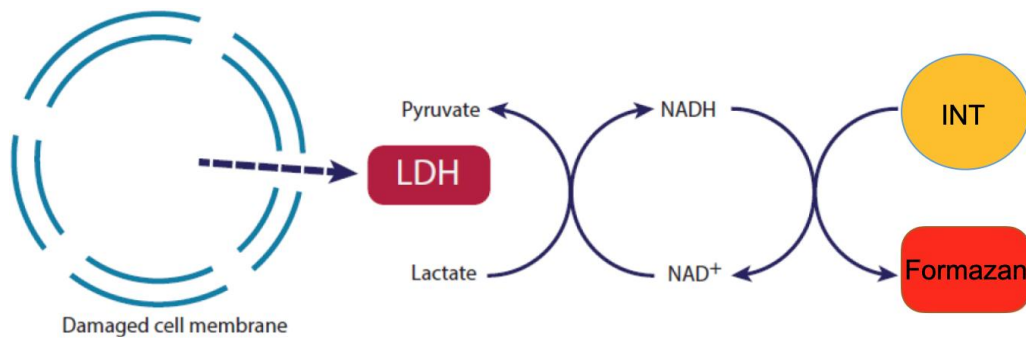 Pyruvate
NADH
INT
LDH
Lactate
NAD+
Formazan
Damaged cell membrane